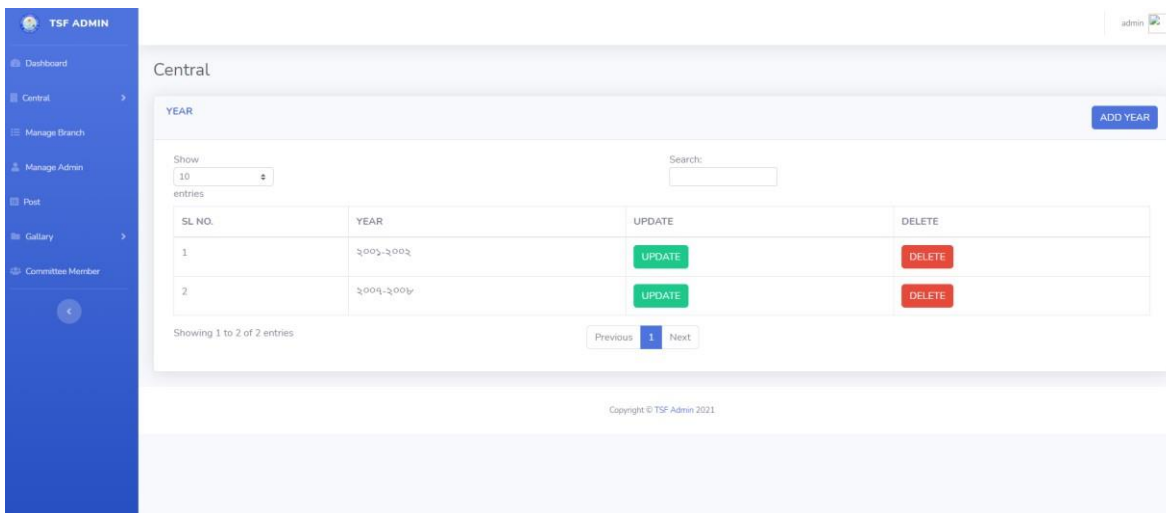 TSF ADMIN
admin
Dashboard
Central
Manage Branch
Manage Admin
Post
Gallary
Committee Member
Central
YEAR
ADD YEAR
Show
10
entries
Search:
SL NO. YEAR UPDATE DELETE
1 ২০০১-২০০২ UPDATE DELETE
2 ২০০৭-২০০৮ UPDATE DELETE
Showing 1 to 2 of 2 entries
Previous 1 Next
Copyright © TSF Admin 2021